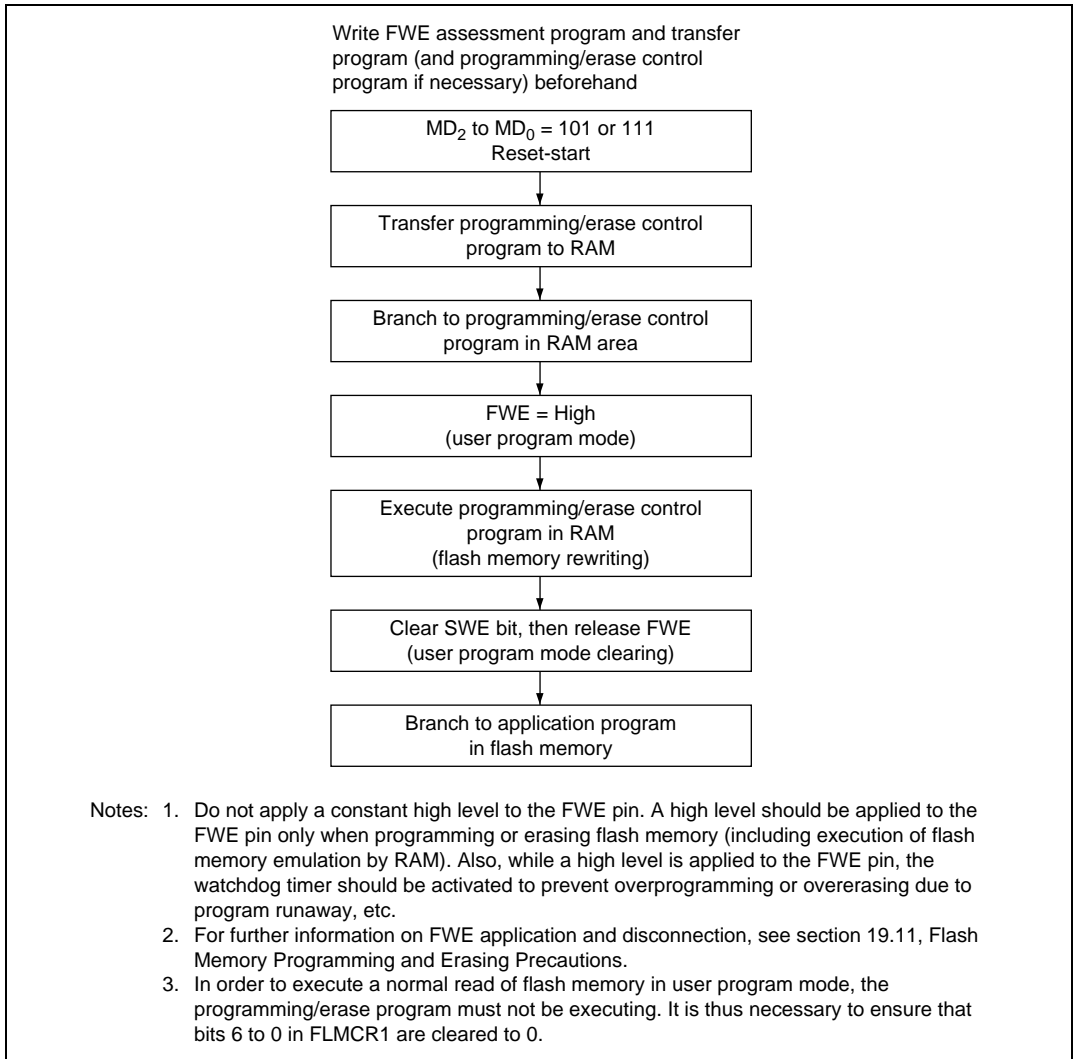 Write FWE assessment program and transfer
program (and programming/erase control
program if necessary) beforehand
MD2 to MD0 = 101 or 111
Reset-start
Transfer programming/erase control
program to RAM
Branch to programming/erase control
program in RAM area
FWE = High
(user program mode)
Execute programming/erase control
program in RAM
(flash memory rewriting)
Clear SWE bit, then release FWE
(user program mode clearing)
Branch to application program
in flash memory
Notes: 1. Do not apply a constant high level to the FWE pin. A high level should be applied to the
FWE pin only when programming or erasing flash memory (including execution of flash
memory emulation by RAM). Also, while a high level is applied to the FWE pin, the
watchdog timer should be activated to prevent overprogramming or overerasing due to
program runaway, etc.
2. For further information on FWE application and disconnection, see section 19.11, Flash
Memory Programming and Erasing Precautions.
3. In order to execute a normal read of flash memory in user program mode, the
programming/erase program must not be executing. It is thus necessary to ensure that
bits 6 to 0 in FLMCR1 are cleared to 0.